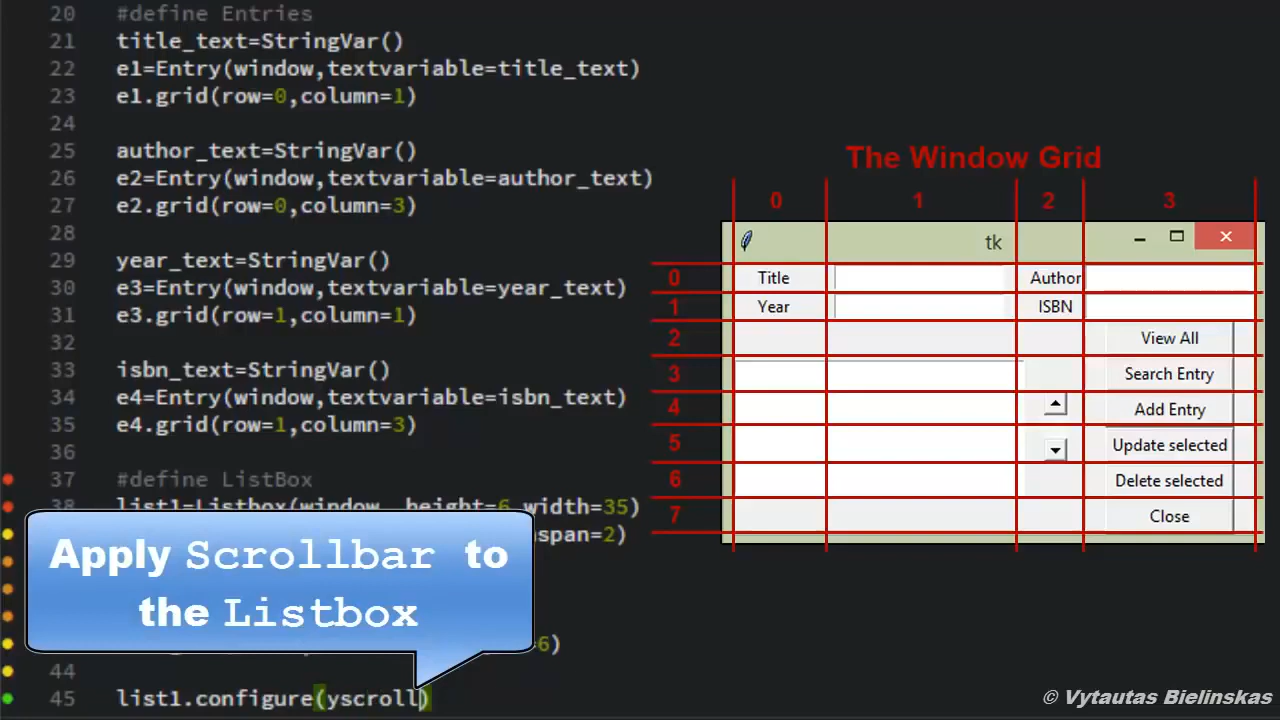 20 #define Entries
21 title_text=StringVar()
22 e1=Entry(window,textvariable=title_text)
23 e1.grid(row=0,column=1)
24
25 author_text=StringVar()
26 e2=Entry(window,textvariable=author_text)
27 e2.grid(row=0,column=3)
28
29 year_text=StringVar()
30 e3=Entry(window,textvariable=year_text)
31 e3.grid(row=1,column=1)
32
33 isbn_text=StringVar()
34 e4=Entry(window,textvariable=isbn_text)
35 e4.grid(row=1,column=3)
36
37 #define ListBox
38 list1=Listbox(window, height=6,width=35)
span=2)
=6)
44
45 list1.configure(yscroll)
Apply Scrollbar to
the Listbox
The Window Grid
0 1 2 3
tk
0 Title Author
1 Year ISBN
2 View All
3 Search Entry
4 Add Entry
5 Update selected
6 Delete selected
7 Close
© Vytautas Bielinskas